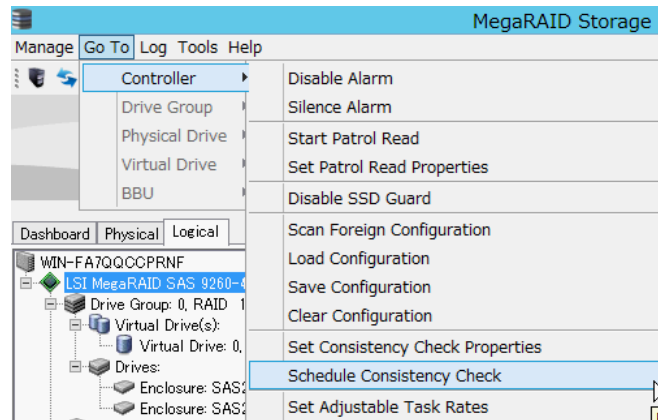 MegaRAID Storage
Manage Go To Log Tools Help
Controller
Drive Group
Physical Drive
Virtual Drive
BBU
Disable Alarm
Silence Alarm
Start Patrol Read
Set Patrol Read Properties
Disable SSD Guard
Scan Foreign Configuration
Load Configuration
Save Configuration
Clear Configuration
Set Consistency Check Properties
Schedule Consistency Check
Set Adjustable Task Rates
Dashboard Physical Logical
WIN-FA7QQCCPRNF
LSI MegaRAID SAS 9260-4
Drive Group: 0, RAID 1
Virtual Drive(s):
Virtual Drive: 0,
Drives:
Enclosure: SAS2
Enclosure: SAS2